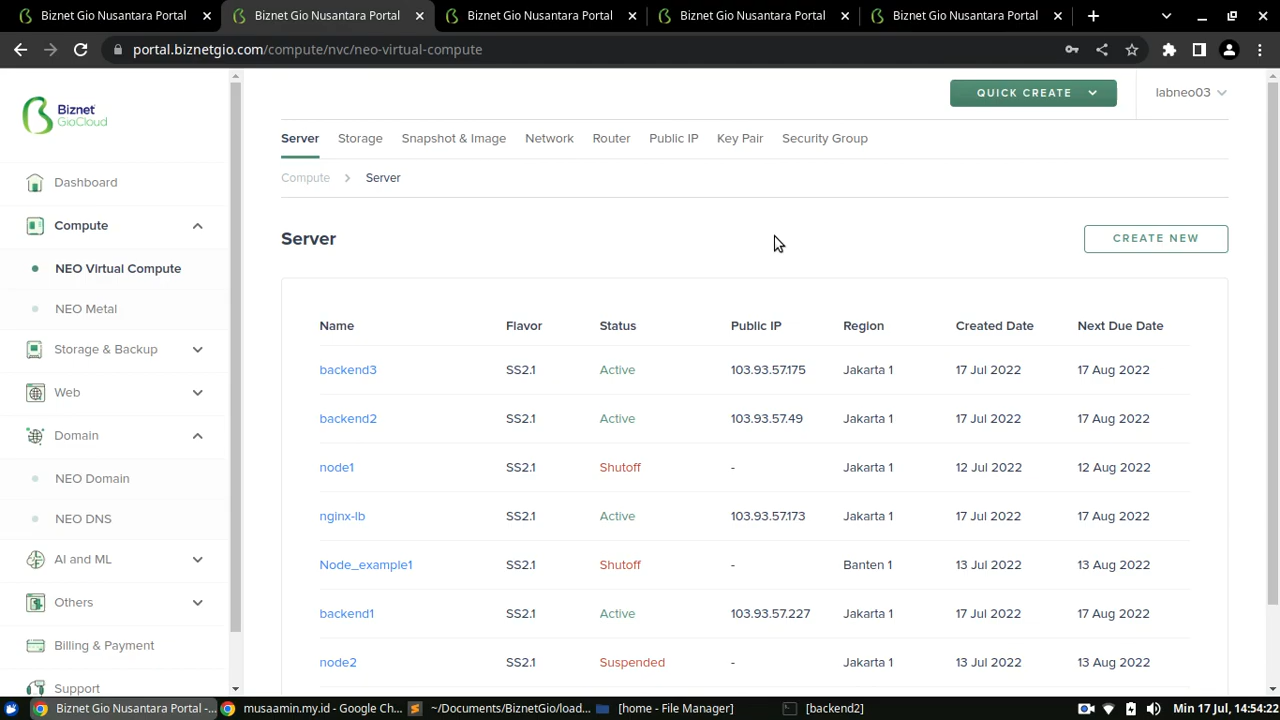 Biznet Gio Nusantara Portal
Biznet Gio Nusantara Portal
Biznet Gio Nusantara Portal
Biznet Gio Nusantara Portal
Biznet Gio Nusantara Portal
portal.biznetgio.com/compute/nvc/neo-virtual-compute
Biznet
GioCloud
QUICK CREATE
labneo03
Server Storage Snapshot & Image Network Router Public IP Key Pair Security Group
Compute Server
Dashboard
Compute
NEO Virtual Compute
NEO Metal
Storage & Backup
Web
Domain
NEO Domain
NEO DNS
AI and ML
Others
Billing & Payment
Support
Server
CREATE NEW
Name Flavor Status Public IP Region Created Date Next Due Date
backend3 SS2.1 Active 103.93.57.175 Jakarta 1 17 Jul 2022 17 Aug 2022
backend2 SS2.1 Active 103.93.57.49 Jakarta 1 17 Jul 2022 17 Aug 2022
node1 SS2.1 Shutoff - Jakarta 1 12 Jul 2022 12 Aug 2022
nginx-lb SS2.1 Active 103.93.57.173 Jakarta 1 17 Jul 2022 17 Aug 2022
Node_example1 SS2.1 Shutoff - Banten 1 13 Jul 2022 13 Aug 2022
backend1 SS2.1 Active 103.93.57.227 Jakarta 1 17 Jul 2022 17 Aug 2022
node2 SS2.1 Suspended - Jakarta 1 13 Jul 2022 13 Aug 2022
Biznet Gio Nusantara Portal -...
musaamin.my.id - Google Ch...
~/Documents/BiznetGio/load...
[home - File Manager]
[backend2]
Min 17 Jul, 14:54:22